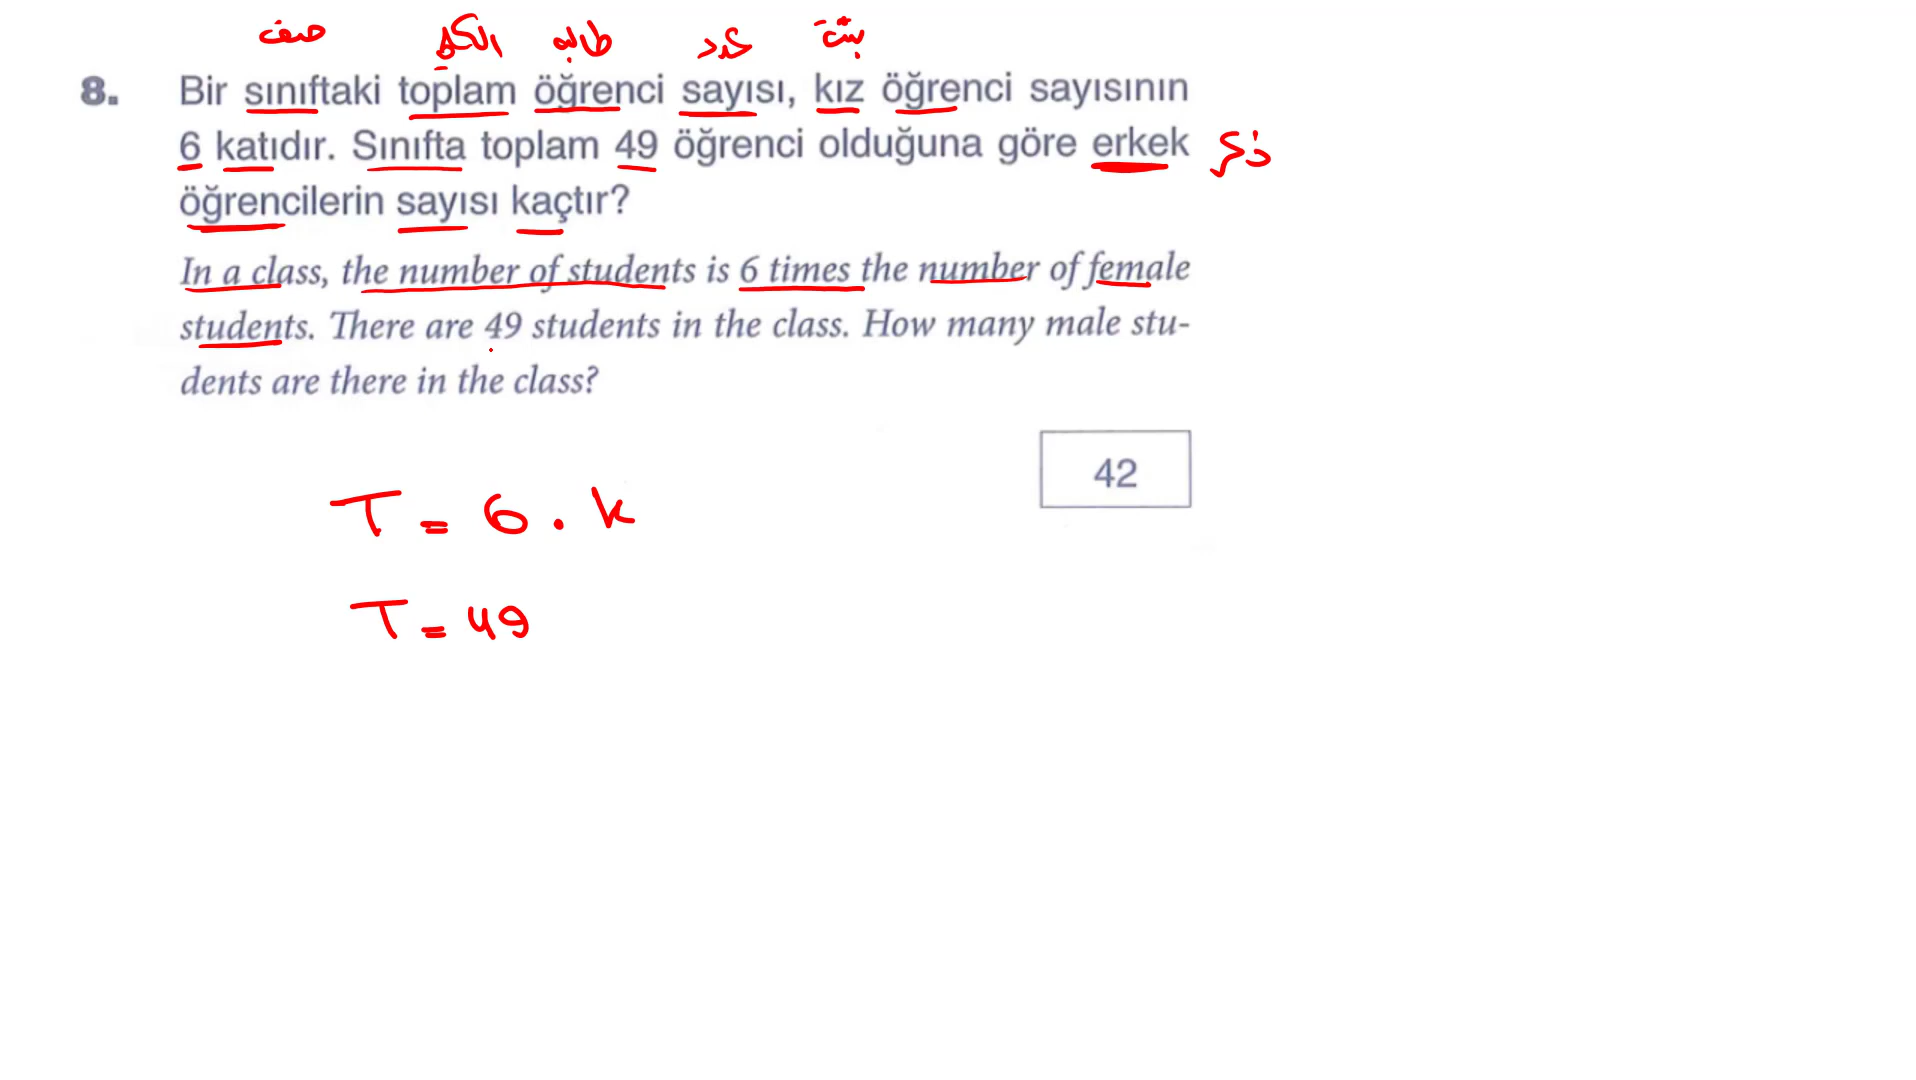 صف الكلي طالب عدد بنت
8. Bir sınıftaki toplam öğrenci sayısı, kız öğrenci sayısının
6 katıdır. Sınıfta toplam 49 öğrenci olduğuna göre erkek ذكر
öğrencilerin sayısı kaçtır?
In a class, the number of students is 6 times the number of female
students. There are 49 students in the class. How many male stu-
dents are there in the class?
42
T = 6 . k
T = 49